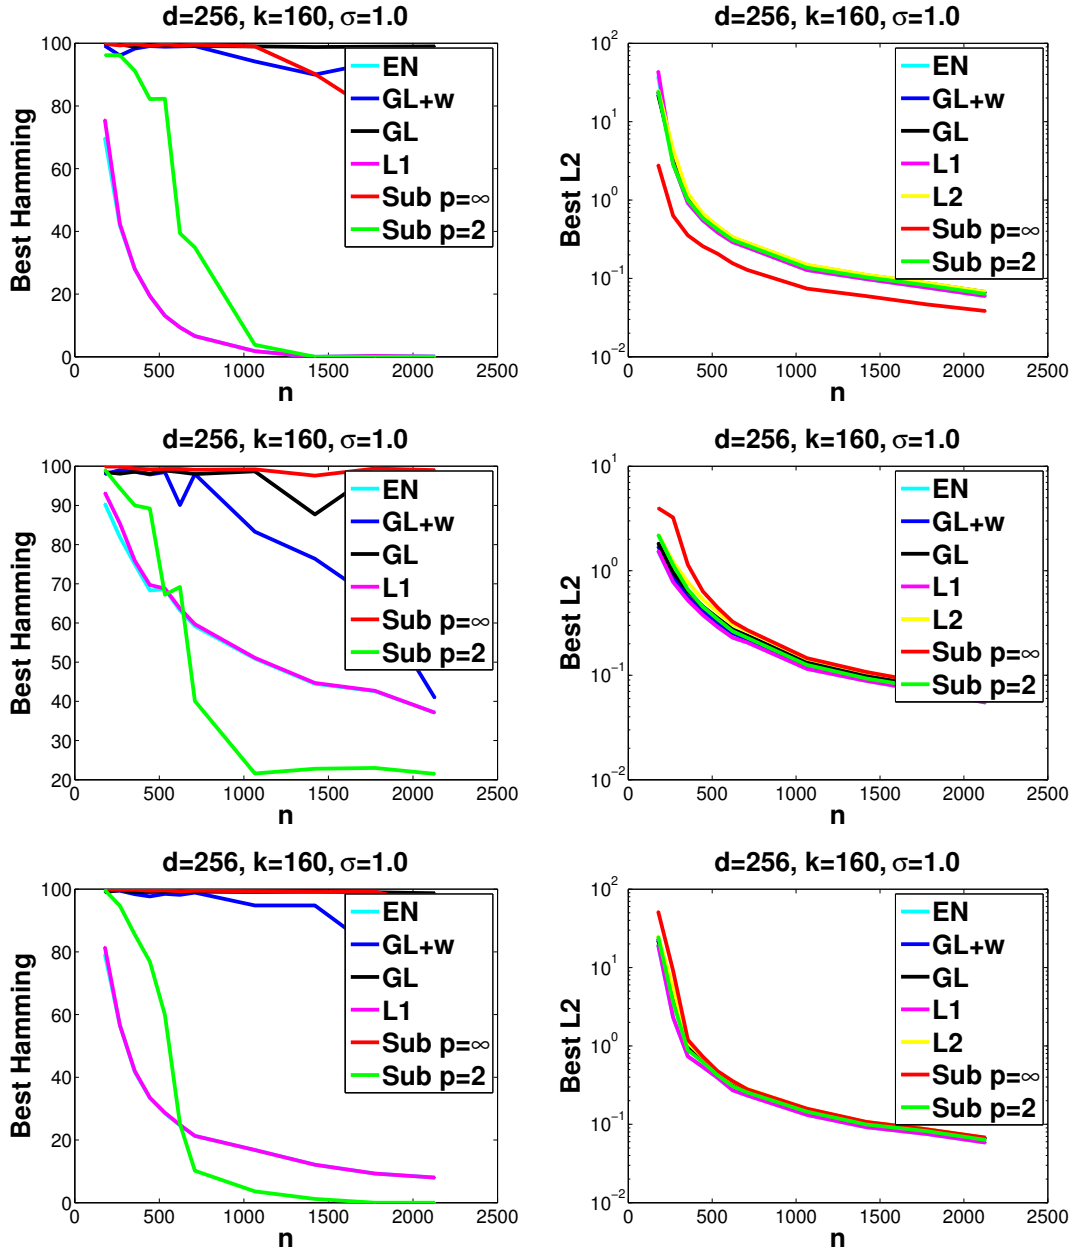 d=256, k=160, σ=1.0
Best Hamming
100
80
60
40
20
0
0 500 1000 1500 2000 2500
n
EN
GL+w
GL
L1
Sub p=∞
Sub p=2
d=256, k=160, σ=1.0
Best L2
10^2
10^1
10^0
10^−1
10^−2
0 500 1000 1500 2000 2500
n
EN
GL+w
GL
L1
L2
Sub p=∞
Sub p=2
d=256, k=160, σ=1.0
Best Hamming
100
90
80
70
60
50
40
30
20
0 500 1000 1500 2000 2500
n
EN
GL+w
GL
L1
Sub p=∞
Sub p=2
d=256, k=160, σ=1.0
Best L2
10^1
10^0
10^−1
10^−2
0 500 1000 1500 2000 2500
n
EN
GL+w
GL
L1
L2
Sub p=∞
Sub p=2
d=256, k=160, σ=1.0
Best Hamming
100
80
60
40
20
0
0 500 1000 1500 2000 2500
n
EN
GL+w
GL
L1
Sub p=∞
Sub p=2
d=256, k=160, σ=1.0
Best L2
10^2
10^1
10^0
10^−1
10^−2
0 500 1000 1500 2000 2500
n
EN
GL+w
GL
L1
L2
Sub p=∞
Sub p=2